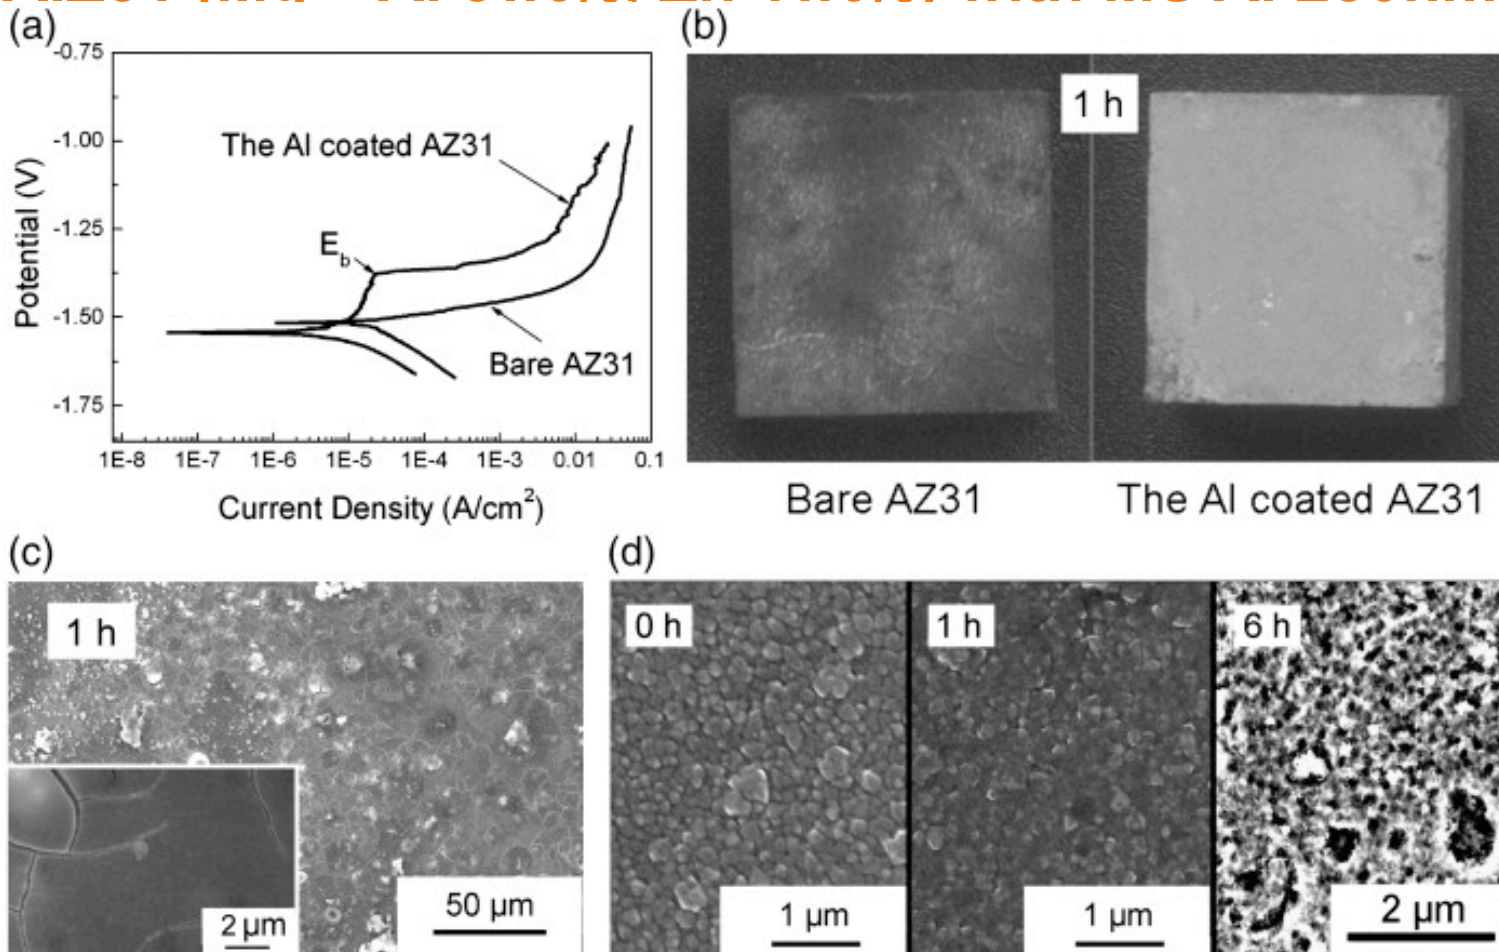 (a)
-0.75
-1.00
-1.25
-1.50
-1.75
Potential (V)
The Al coated AZ31
E_b
Bare AZ31
1E-8 1E-7 1E-6 1E-5 1E-4 1E-3 0.01 0.1
Current Density (A/cm²)
(b)
1 h
Bare AZ31
The Al coated AZ31
(c)
1 h
2 µm
50 µm
(d)
0 h
1 µm
1 h
1 µm
6 h
2 µm